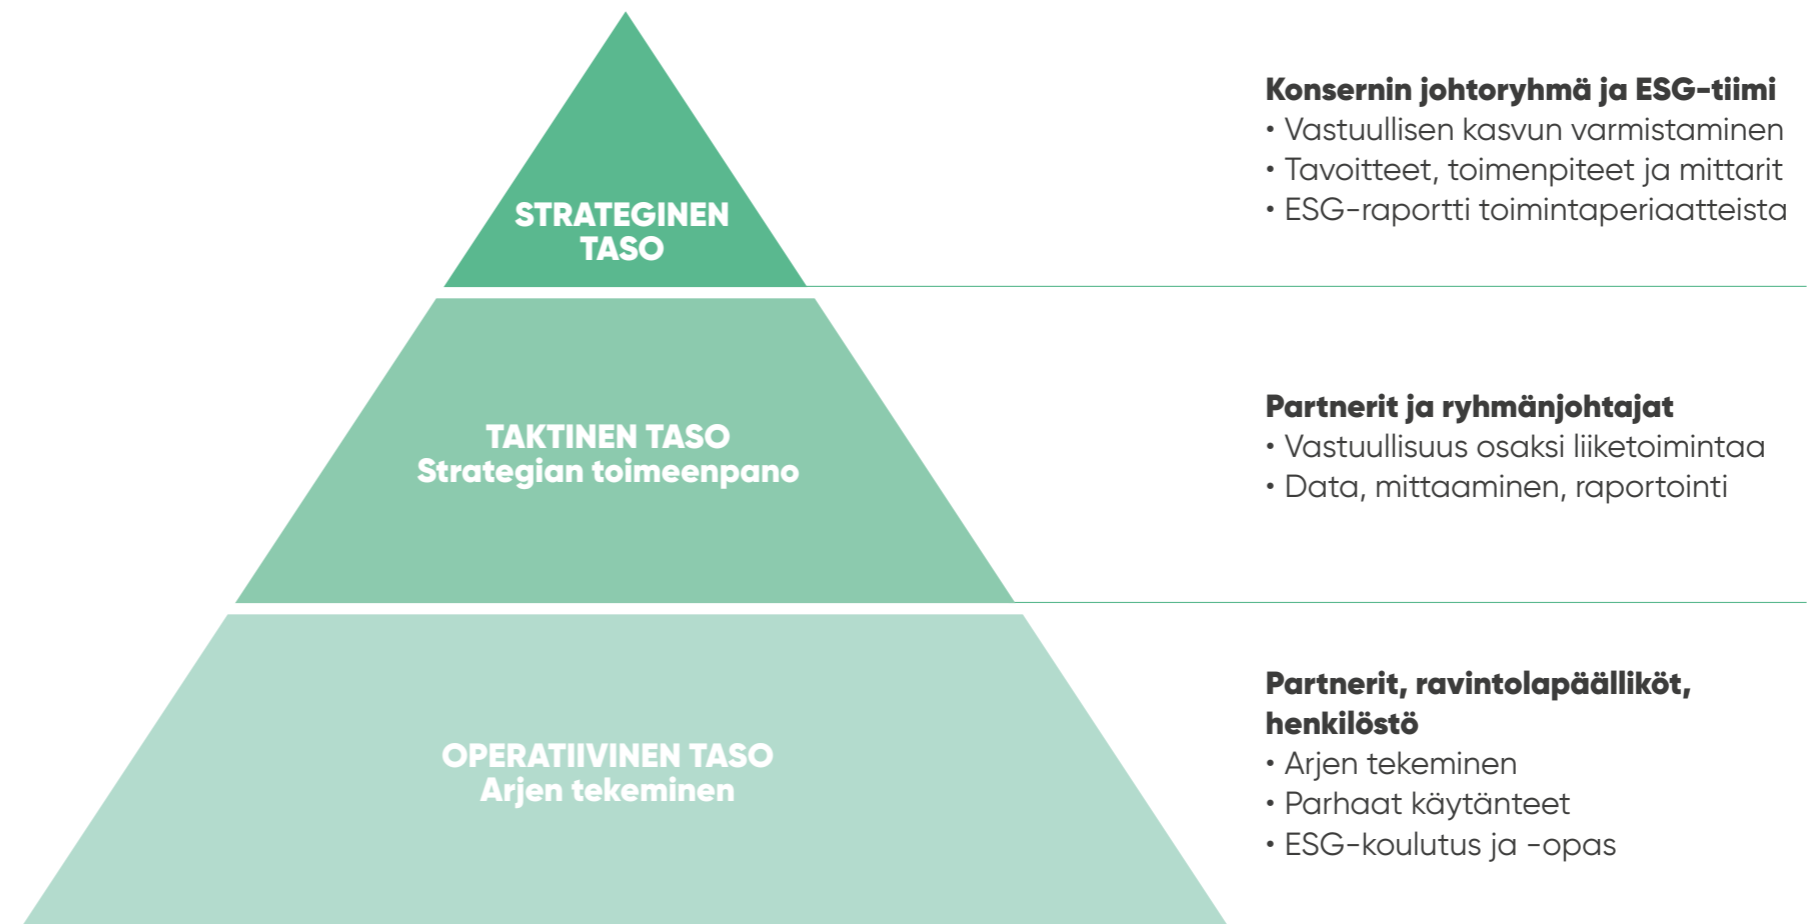 STRATEGINEN
TASO
Konsernin johtoryhmä ja ESG-tiimi
• Vastuullisen kasvun varmistaminen
• Tavoitteet, toimenpiteet ja mittarit
• ESG-raportti toimintaperiaatteista
TAKTINEN TASO
Strategian toimeenpano
Partnerit ja ryhmänjohtajat
• Vastuullisuus osaksi liiketoimintaa
• Data, mittaaminen, raportointi
OPERATIIVINEN TASO
Arjen tekeminen
Partnerit, ravintolapäälliköt,
henkilöstö
• Arjen tekeminen
• Parhaat käytänteet
• ESG-koulutus ja -opas